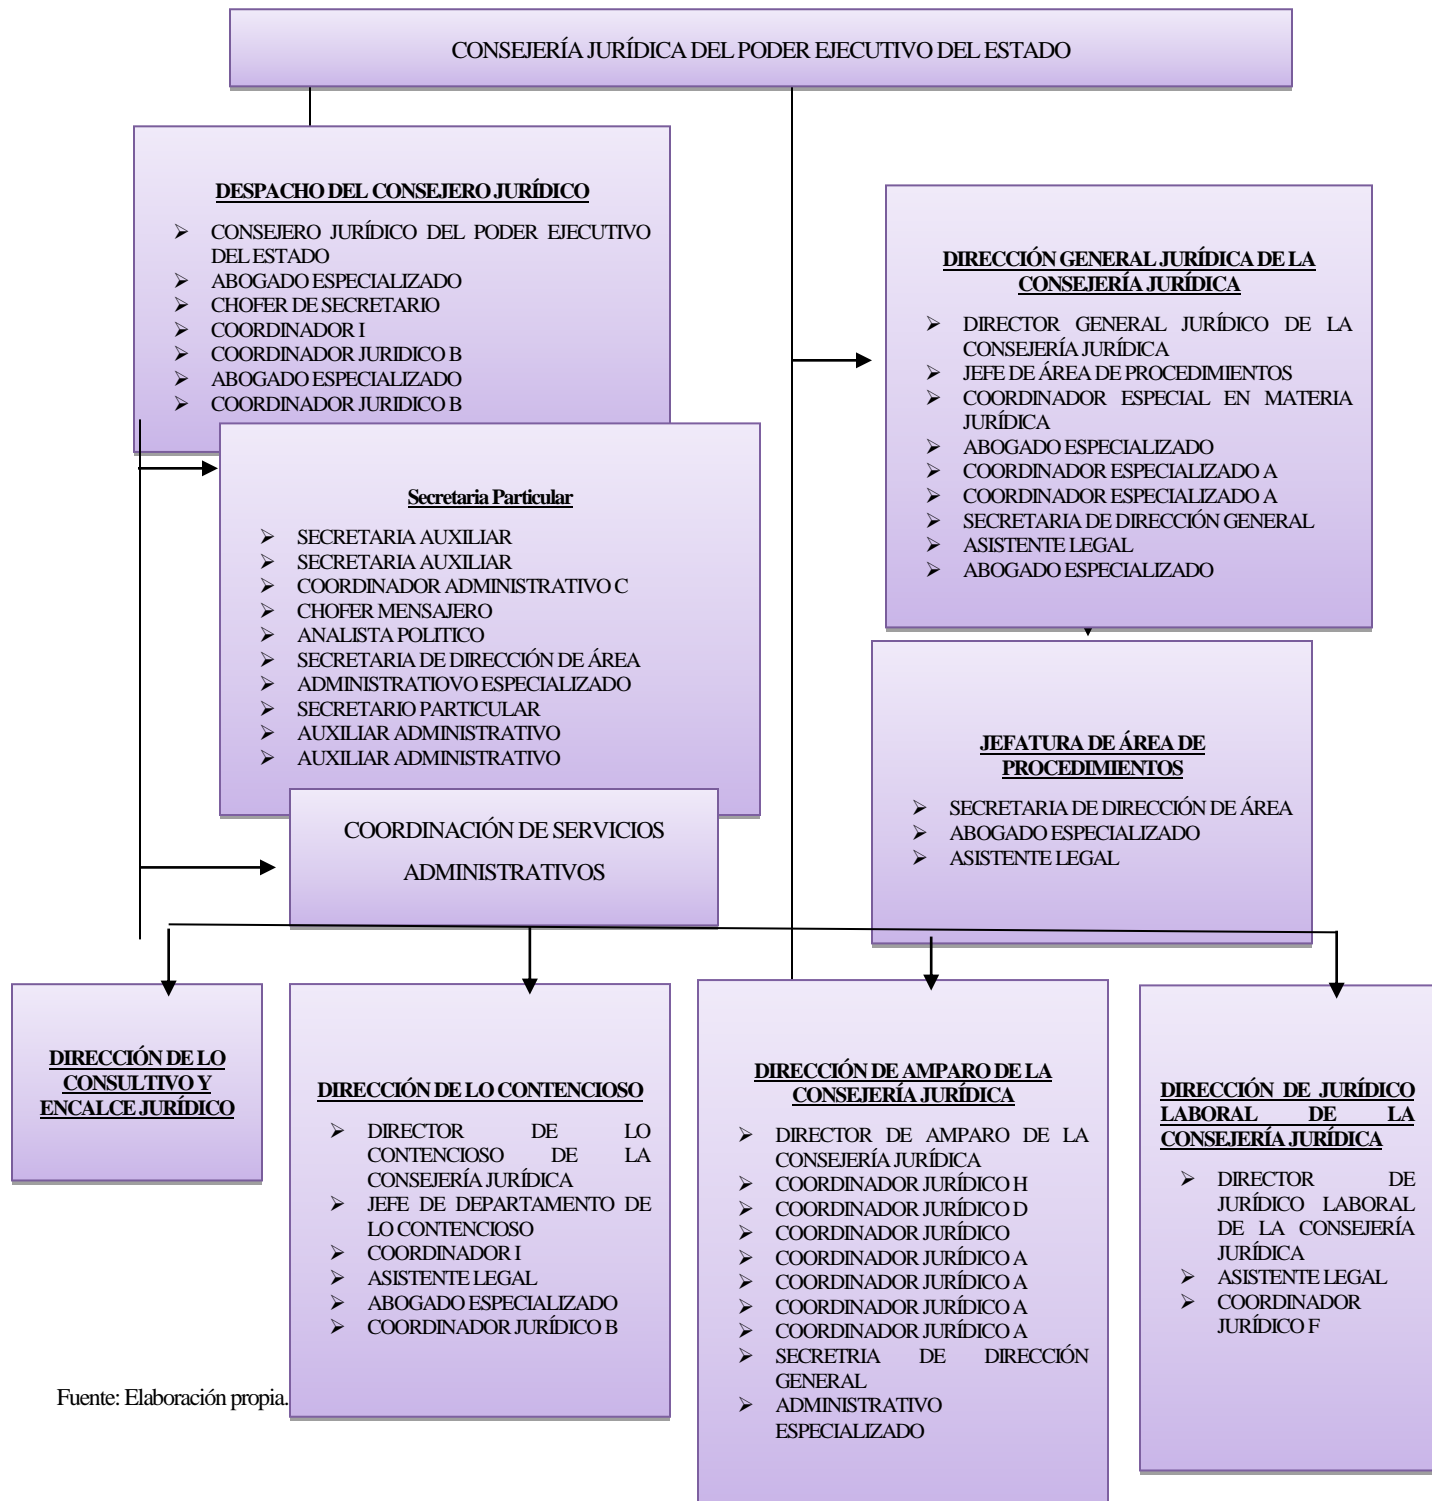 CONSEJERÍA JURÍDICA DEL PODER EJECUTIVO DEL ESTADO
DESPACHO DEL CONSEJERO JURÍDICO
➢ CONSEJERO JURÍDICO DEL PODER EJECUTIVO
DEL ESTADO
➢ ABOGADO ESPECIALIZADO
➢ CHOFER DE SECRETARIO
➢ COORDINADOR I
➢ COORDINADOR JURIDICO B
➢ ABOGADO ESPECIALIZADO
➢ COORDINADOR JURIDICO B
Secretaria Particular
➢ SECRETARIA AUXILIAR
➢ SECRETARIA AUXILIAR
➢ COORDINADOR ADMINISTRATIVO C
➢ CHOFER MENSAJERO
➢ ANALISTA POLITICO
➢ SECRETARIA DE DIRECCIÓN DE ÁREA
➢ ADMINISTRATIOVO ESPECIALIZADO
➢ SECRETARIO PARTICULAR
➢ AUXILIAR ADMINISTRATIVO
➢ AUXILIAR ADMINISTRATIVO
COORDINACIÓN DE SERVICIOS
ADMINISTRATIVOS
DIRECCIÓN GENERAL JURÍDICA DE LA
CONSEJERÍA JURÍDICA
➢ DIRECTOR GENERAL JURÍDICO DE LA
CONSEJERÍA JURÍDICA
➢ JEFE DE ÁREA DE PROCEDIMIENTOS
➢ COORDINADOR ESPECIAL EN MATERIA
JURÍDICA
➢ ABOGADO ESPECIALIZADO
➢ COORDINADOR ESPECIALIZADO A
➢ COORDINADOR ESPECIALIZADO A
➢ SECRETARIA DE DIRECCIÓN GENERAL
➢ ASISTENTE LEGAL
➢ ABOGADO ESPECIALIZADO
JEFATURA DE ÁREA DE
PROCEDIMIENTOS
➢ SECRETARIA DE DIRECCIÓN DE ÁREA
➢ ABOGADO ESPECIALIZADO
➢ ASISTENTE LEGAL
DIRECCIÓN DE LO
CONSULTIVO Y
ENCALCE JURÍDICO
DIRECCIÓN DE LO CONTENCIOSO
➢ DIRECTOR DE LO
CONTENCIOSO DE LA
CONSEJERÍA JURÍDICA
➢ JEFE DE DEPARTAMENTO DE
LO CONTENCIOSO
➢ COORDINADOR I
➢ ASISTENTE LEGAL
➢ ABOGADO ESPECIALIZADO
➢ COORDINADOR JURÍDICO B
DIRECCIÓN DE AMPARO DE LA
CONSEJERÍA JURÍDICA
➢ DIRECTOR DE AMPARO DE LA
CONSEJERÍA JURÍDICA
➢ COORDINADOR JURÍDICO H
➢ COORDINADOR JURÍDICO D
➢ COORDINADOR JURÍDICO
➢ COORDINADOR JURÍDICO A
➢ COORDINADOR JURÍDICO A
➢ COORDINADOR JURÍDICO A
➢ COORDINADOR JURÍDICO A
➢ SECRETRIA DE DIRECCIÓN
GENERAL
➢ ADMINISTRATIVO
ESPECIALIZADO
DIRECCIÓN DE JURÍDICO
LABORAL DE LA
CONSEJERÍA JURÍDICA
➢ DIRECTOR DE
JURÍDICO LABORAL
DE LA CONSEJERÍA
JURÍDICA
➢ ASISTENTE LEGAL
➢ COORDINADOR
JURÍDICO F
Fuente: Elaboración propia.